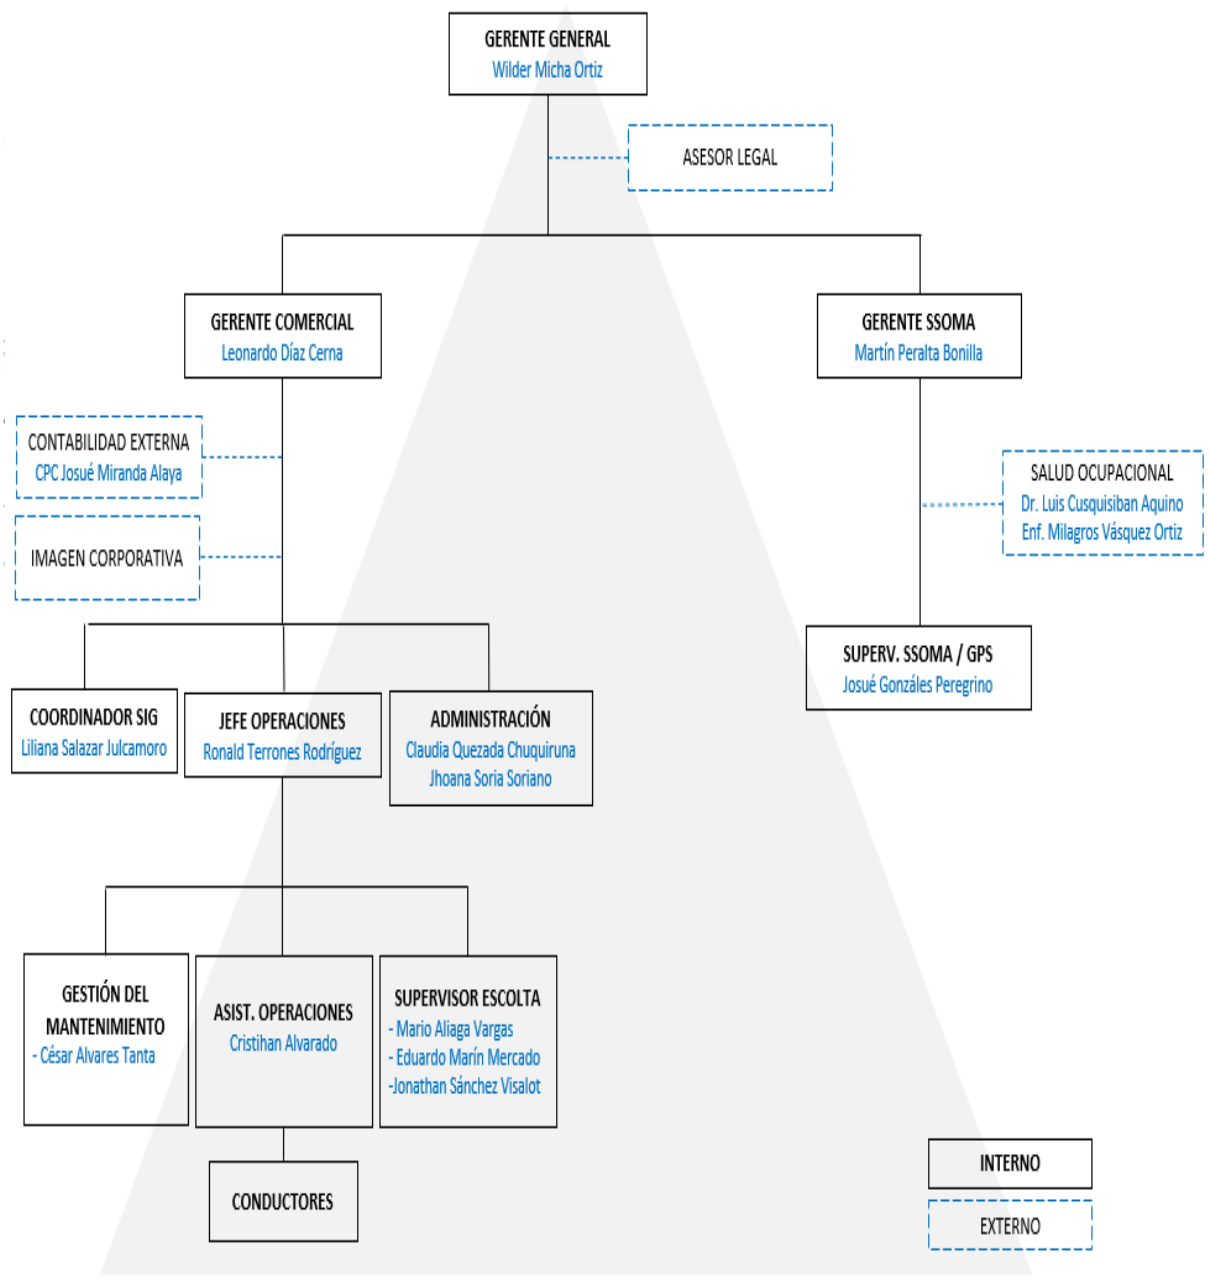 GERENTE GENERAL
Wilder Micha Ortiz
ASESOR LEGAL
GERENTE COMERCIAL
Leonardo Díaz Cerna
GERENTE SSOMA
Martín Peralta Bonilla
CONTABILIDAD EXTERNA
CPC Josué Miranda Alaya
IMAGEN CORPORATIVA
SALUD OCUPACIONAL
Dr. Luis Cusquisiban Aquino
Enf. Milagros Vásquez Ortiz
SUPERV. SSOMA / GPS
Josué Gonzáles Peregrino
COORDINADOR SIG
Liliana Salazar Julcamoro
JEFE OPERACIONES
Ronald Terrones Rodríguez
ADMINISTRACIÓN
Claudia Quezada Chuquiruna
Jhoana Soria Soriano
GESTIÓN DEL
MANTENIMIENTO
- César Alvares Tanta
ASIST. OPERACIONES
Cristihan Alvarado
SUPERVISOR ESCOLTA
- Mario Aliaga Vargas
- Eduardo Marín Mercado
-Jonathan Sánchez Visalot
CONDUCTORES
INTERNO
EXTERNO